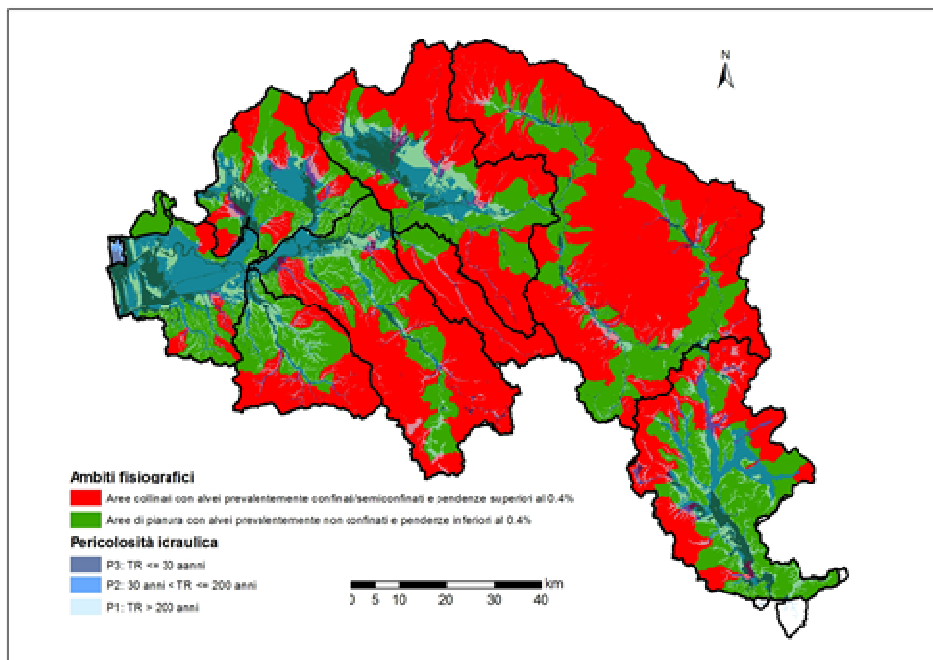 N
Ambiti fisiografici
Aree collinari con alvei prevalentemente confinati/semiconfinati e pendenze superiori al 0.4%
Aree di pianura con alvei prevalentemente non confinati e pendenze inferiori al 0.4%
Pericolosità idraulica
P3: TR <= 30 aanni
P2: 30 anni < TR <= 200 anni
P1: TR > 200 anni
0 5 10 20 30 40 km